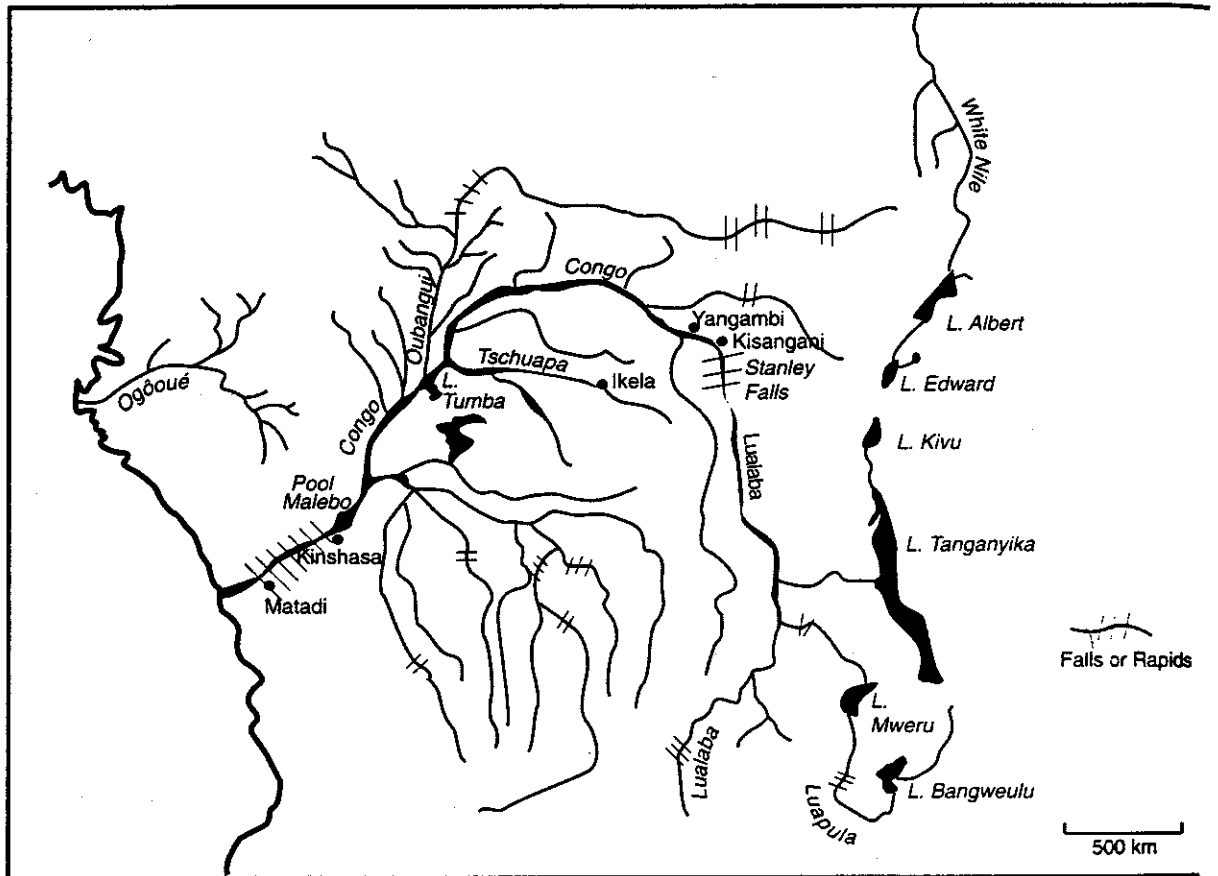 White Nile
Congo
Oubangui
Yangambi
Kisangani
L. Albert
Tschuapa
Stanley
Falls
Ikela
L. Edward
L.
Tumba
Ogôoué
Congo
L. Kivu
Lualaba
Pool
Malebo
Kinshasa
L. Tanganyika
Matadi
Falls or Rapids
L.
Mweru
Lualaba
L. Bangweulu
Luapula
500 km